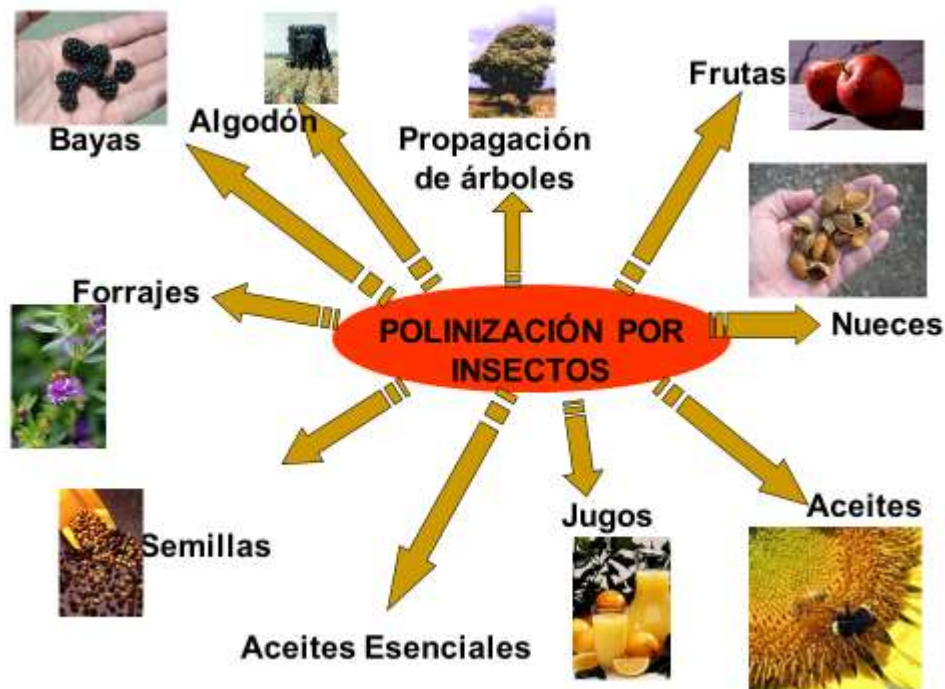 Frutas
Algodón
Bayas
Propagación
de árboles
Forrajes
Nueces
POLINIZACIÓN POR
INSECTOS
Aceites
Jugos
Semillas
Aceites Esenciales